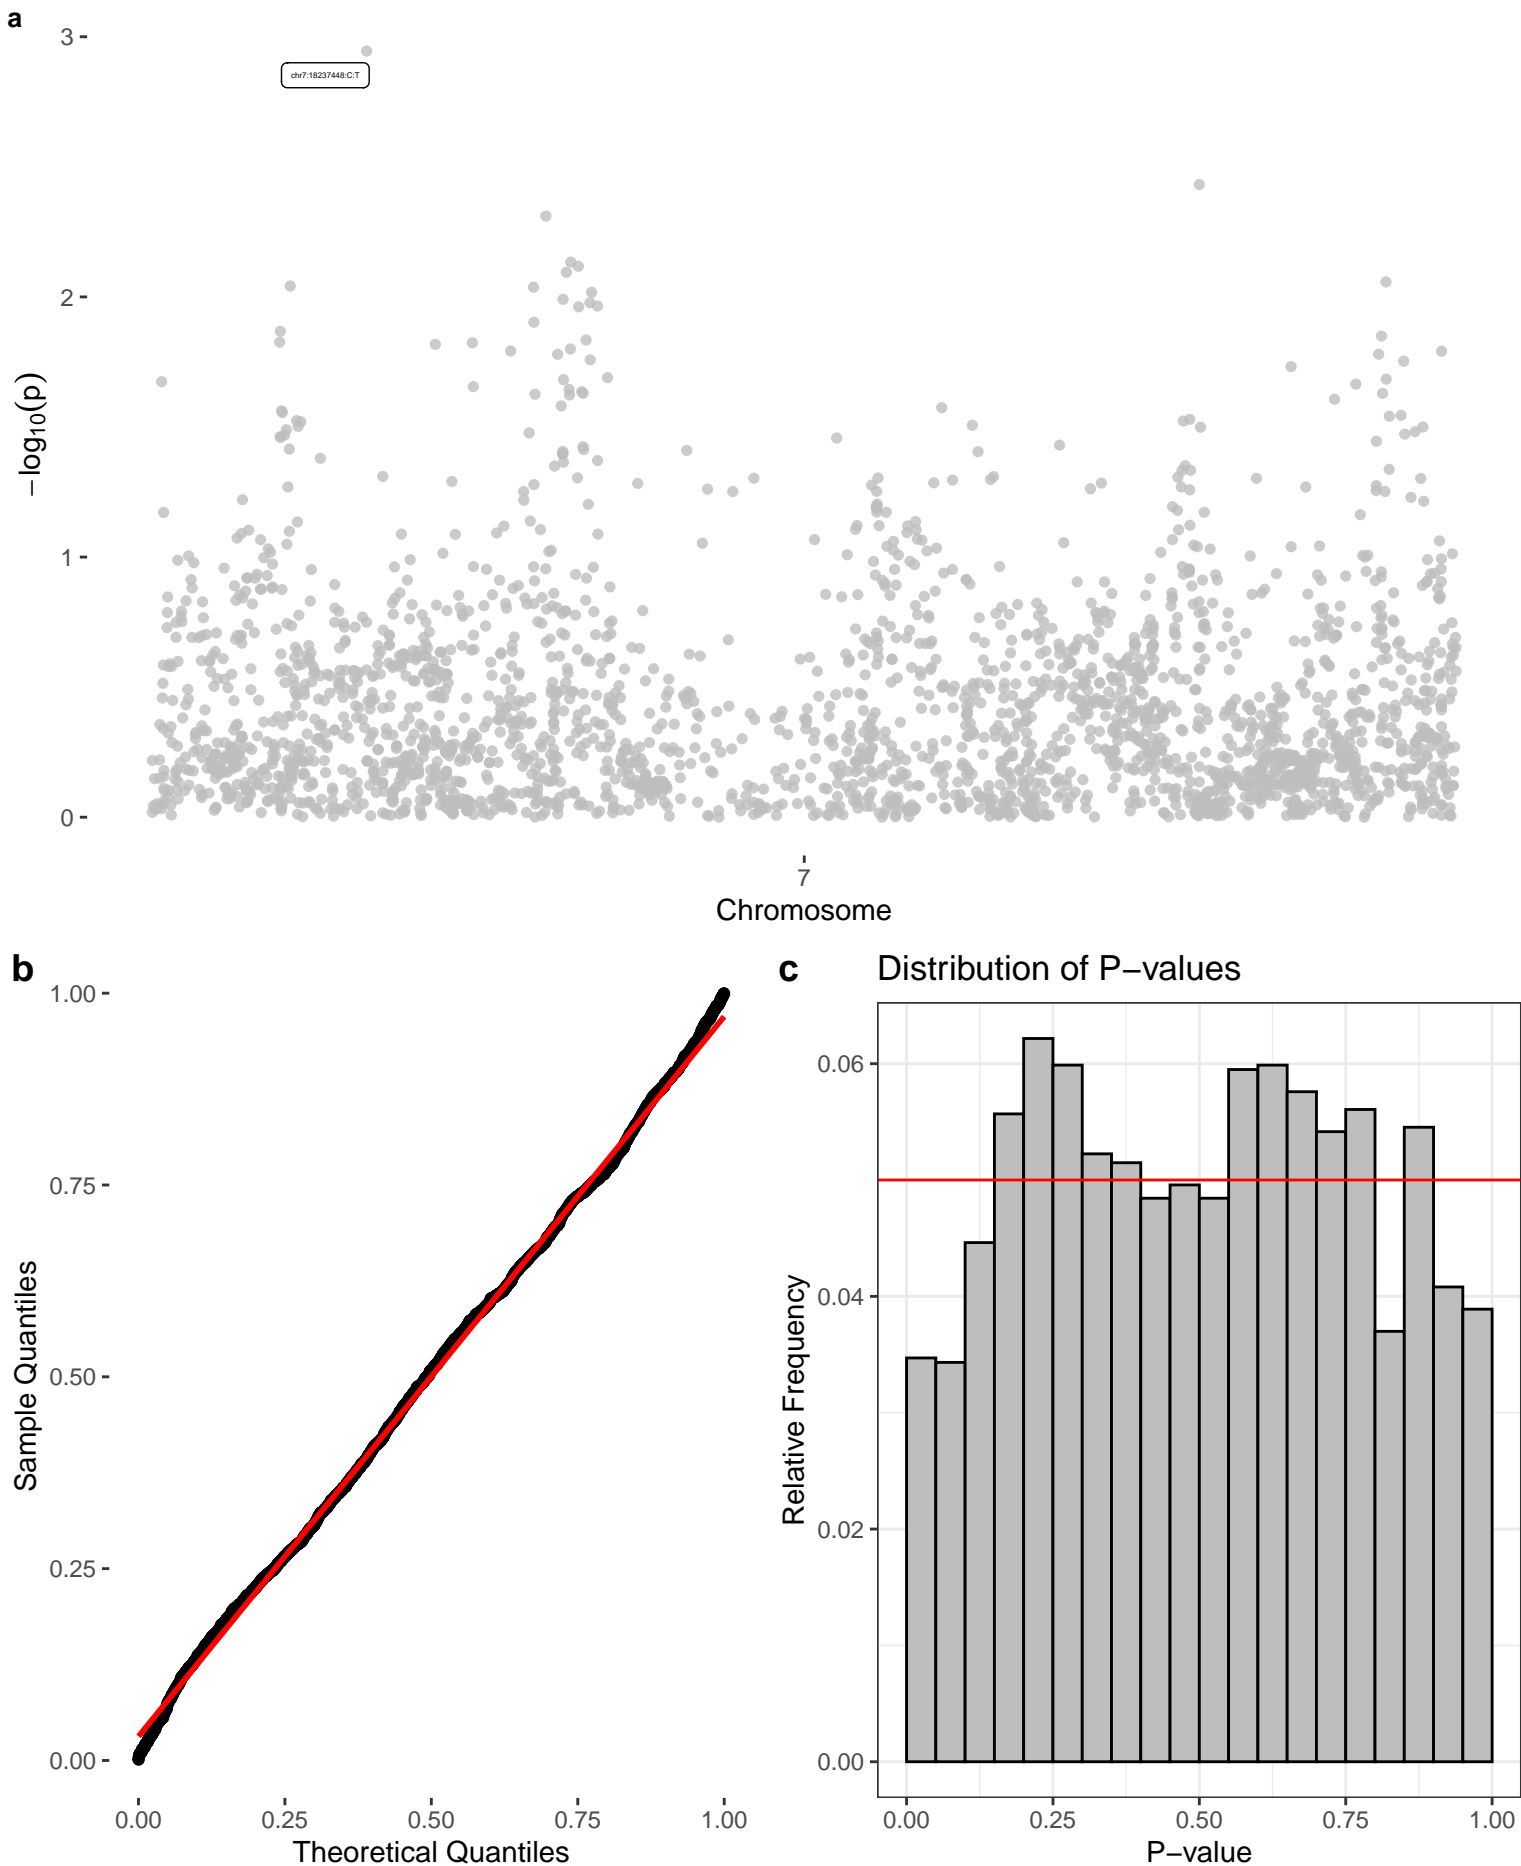 a
3
chr7:18237448:C:T
2
−log10(p)
1
0
7
Chromosome
b
1.00
0.75
0.50
0.25
0.00
Sample Quantiles
0.00 0.25 0.50 0.75 1.00
Theoretical Quantiles
c
Distribution of P−values
0.06
0.04
0.02
0.00
Relative Frequency
0.00 0.25 0.50 0.75 1.00
P−value